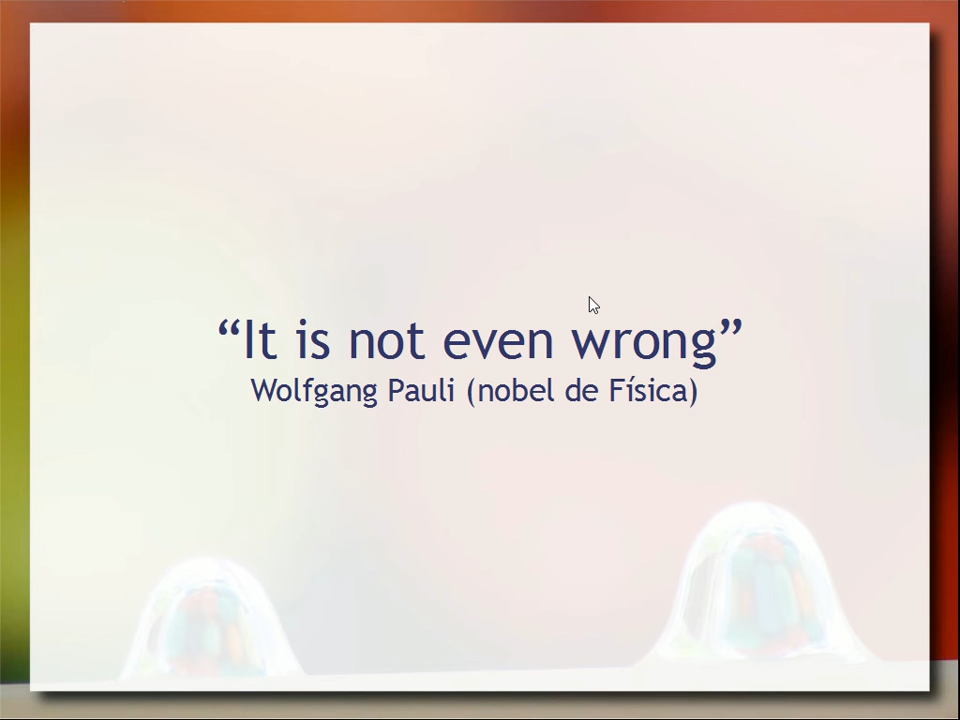 “It is not even wrong”
Wolfgang Pauli (nobel de Física)